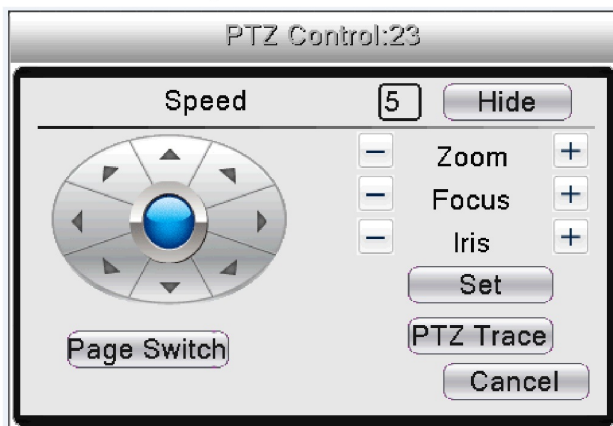 PTZ Control:23
Speed 5 Hide
− Zoom +
− Focus +
− Iris +
Set
Page Switch
PTZ Trace
Cancel